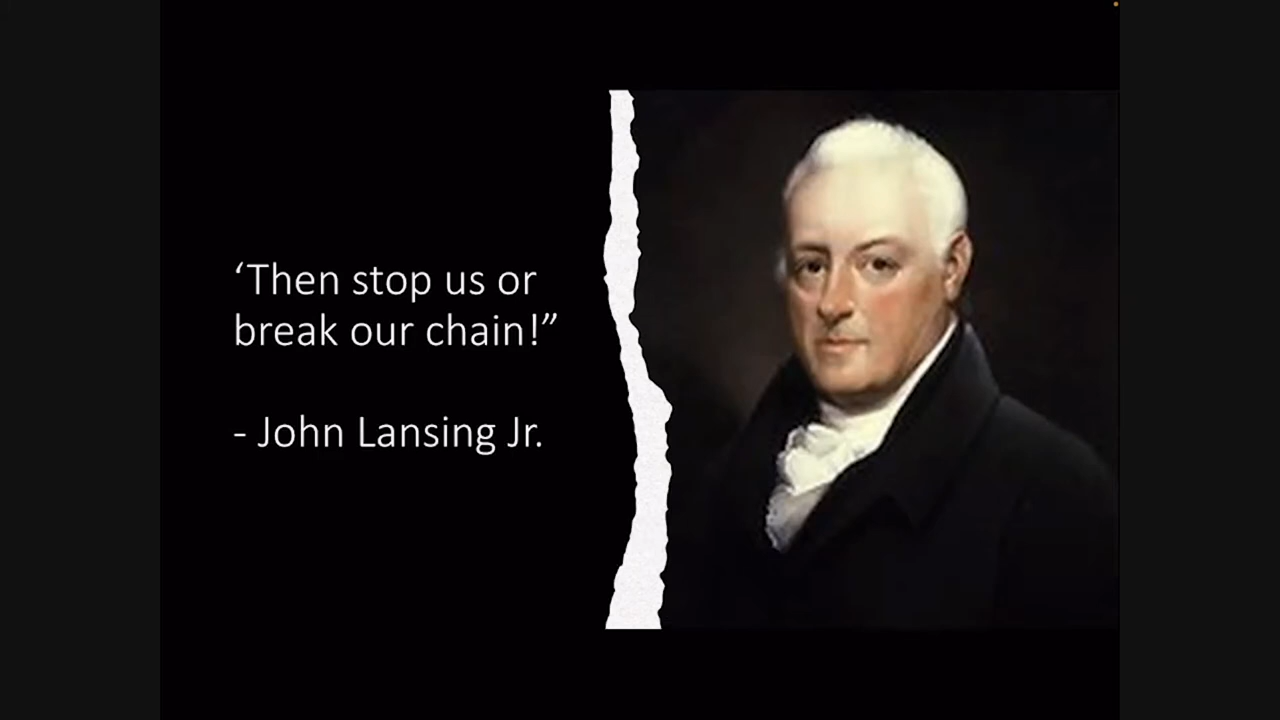 ‘Then stop us or
break our chain!”
- John Lansing Jr.